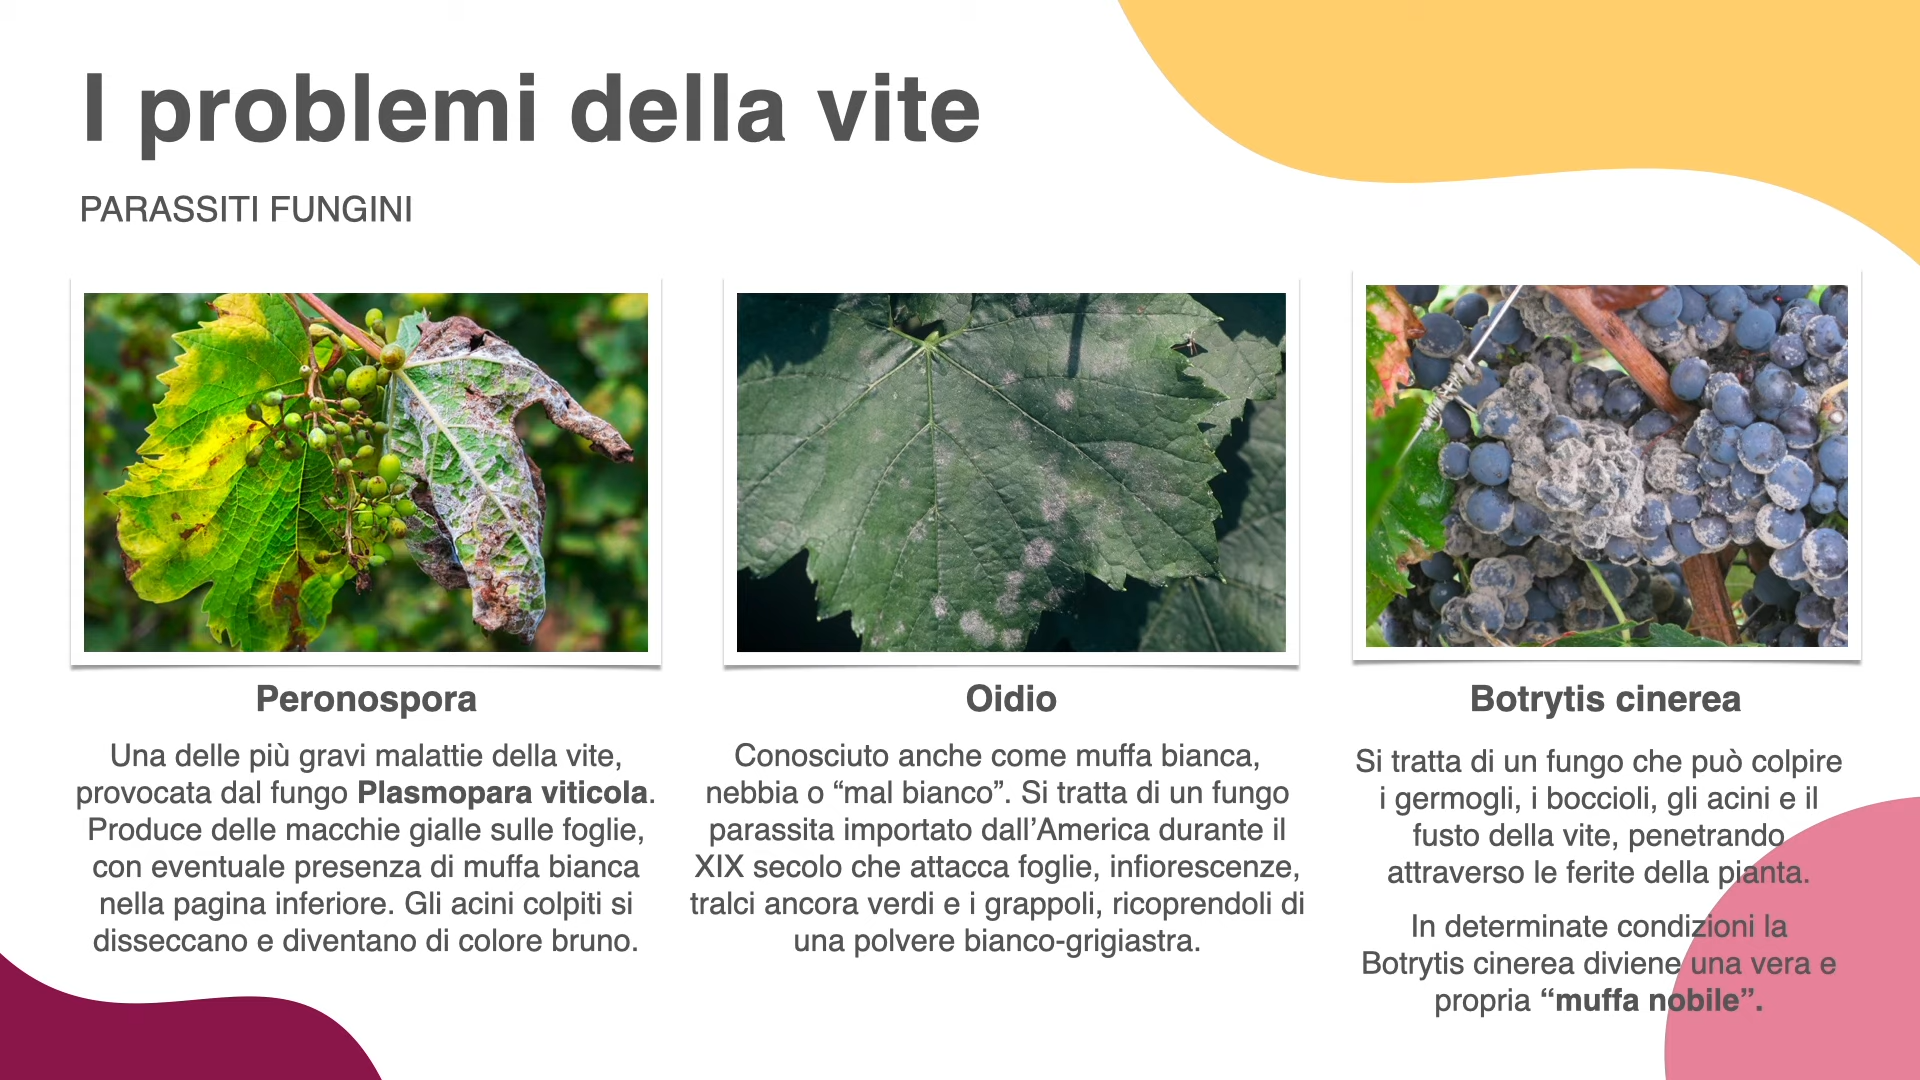 I problemi della vite
PARASSITI FUNGINI
Peronospora
Una delle più gravi malattie della vite,
provocata dal fungo Plasmopara viticola.
Produce delle macchie gialle sulle foglie,
con eventuale presenza di muffa bianca
nella pagina inferiore. Gli acini colpiti si
disseccano e diventano di colore bruno.
Oidio
Conosciuto anche come muffa bianca,
nebbia o “mal bianco”. Si tratta di un fungo
parassita importato dall’America durante il
XIX secolo che attacca foglie, infiorescenze,
tralci ancora verdi e i grappoli, ricoprendoli di
una polvere bianco-grigiastra.
Botrytis cinerea
Si tratta di un fungo che può colpire
i germogli, i boccioli, gli acini e il
fusto della vite, penetrando
attraverso le ferite della pianta.
In determinate condizioni la
Botrytis cinerea diviene una vera e
propria “muffa nobile”.